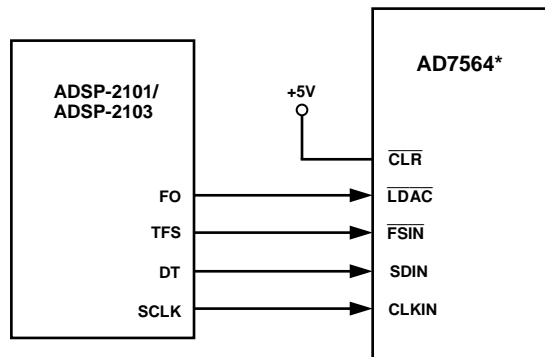 ADSP-2101/
ADSP-2103
FO
TFS
DT
SCLK
+5V
AD7564*
CLR
LDAC
FSIN
SDIN
CLKIN